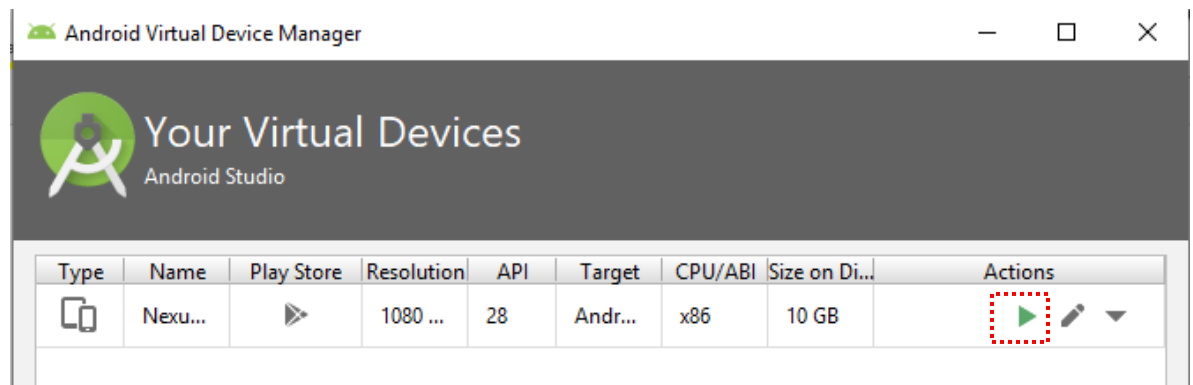 Android Virtual Device Manager
Your Virtual Devices
Android Studio
Type Name Play Store Resolution API Target CPU/ABI Size on Di... Actions
Nexu... 1080 ... 28 Andr... x86 10 GB